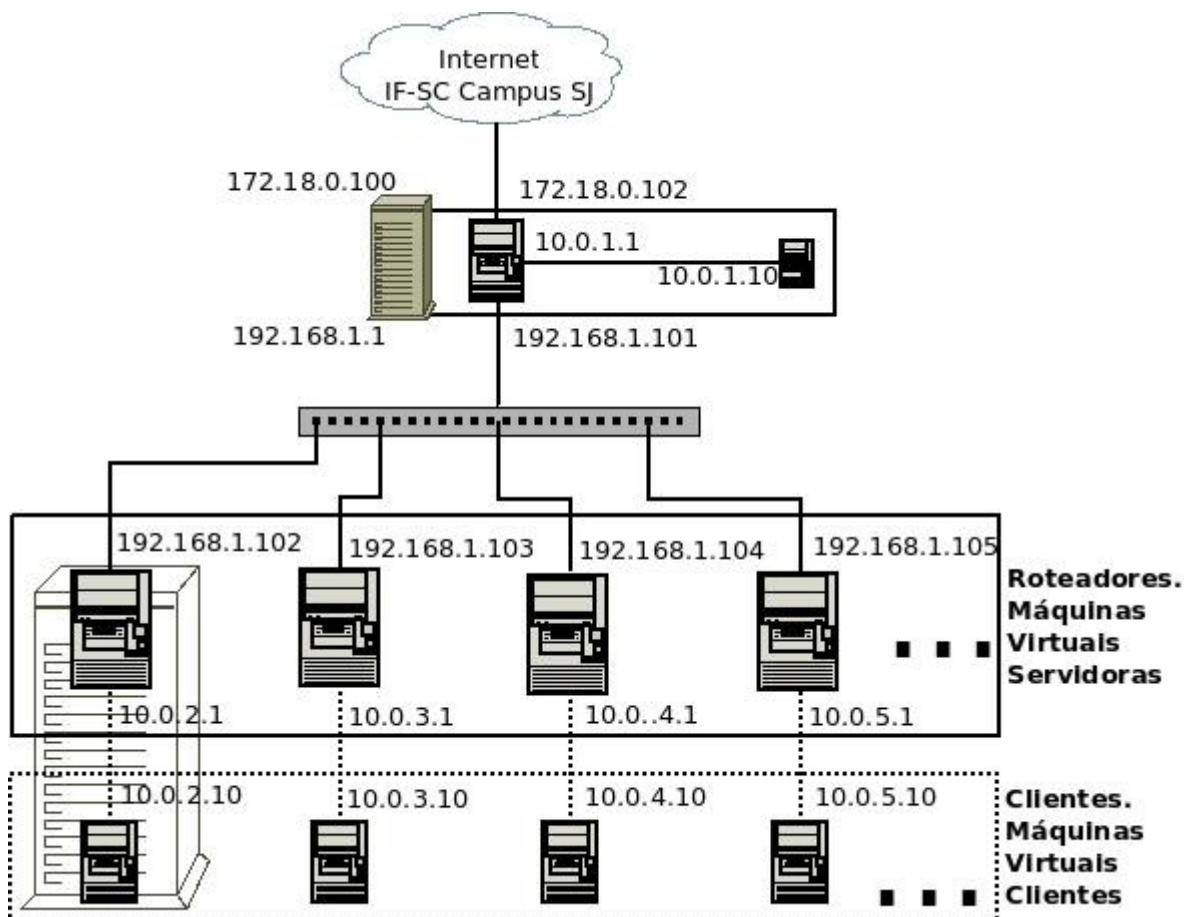 Internet
IF-SC Campus SJ
172.18.0.100
172.18.0.102
10.0.1.1
10.0.1.10
192.168.1.1
192.168.1.101
192.168.1.102
192.168.1.103
192.168.1.104
192.168.1.105
Roteadores.
Máquinas
Virtuais
Servidoras
10.0.2.1
10.0.3.1
10.0..4.1
10.0.5.1
10.0.2.10
10.0.3.10
10.0.4.10
10.0.5.10
Clientes.
Máquinas
Virtuais
Clientes